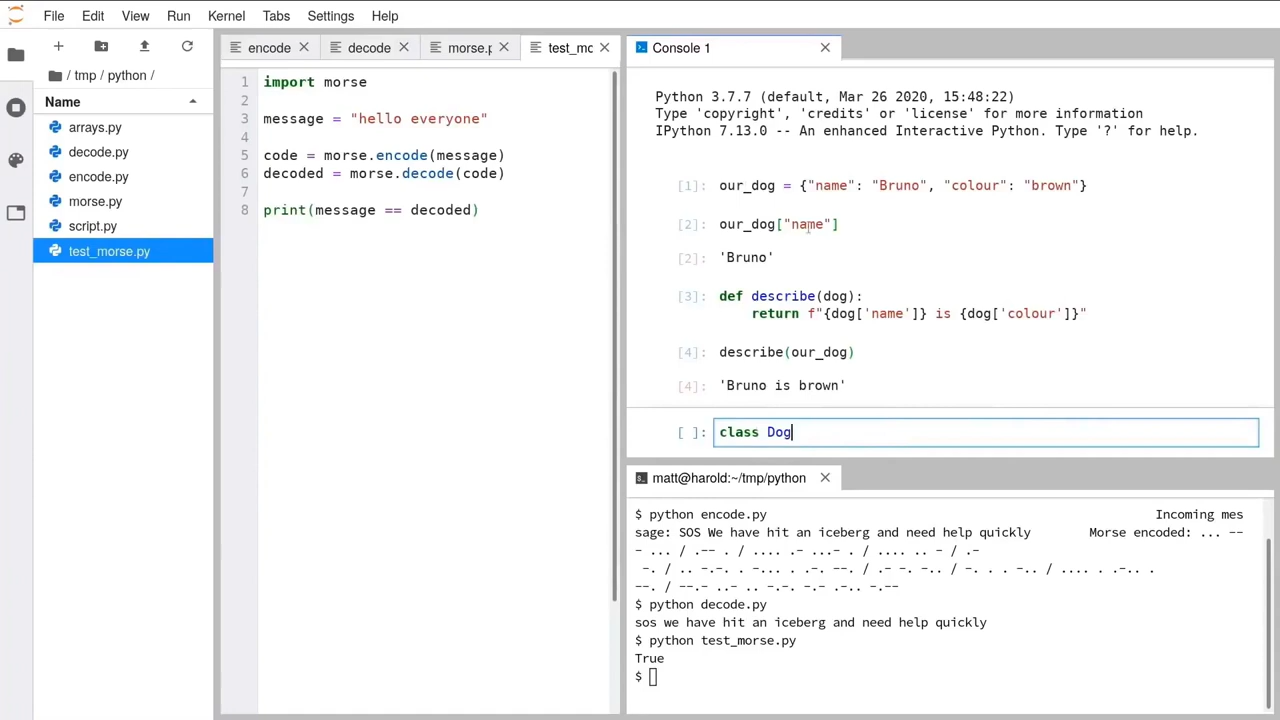 File Edit View Run Kernel Tabs Settings Help
/ tmp / python /
Name
arrays.py
decode.py
encode.py
morse.py
script.py
test_morse.py
encode
decode
morse.p
test_mc
1 import morse
2
3 message = "hello everyone"
4
5 code = morse.encode(message)
6 decoded = morse.decode(code)
7
8 print(message == decoded)
Console 1
Python 3.7.7 (default, Mar 26 2020, 15:48:22)
Type 'copyright', 'credits' or 'license' for more information
IPython 7.13.0 -- An enhanced Interactive Python. Type '?' for help.
[1]: our_dog = {"name": "Bruno", "colour": "brown"}
[2]: our_dog["name"]
[2]: 'Bruno'
[3]: def describe(dog):
return f"{dog['name']} is {dog['colour']}"
[4]: describe(our_dog)
[4]: 'Bruno is brown'
[ ]: class Dog
matt@harold:~/tmp/python
$ python encode.py Incoming mes
sage: SOS We have hit an iceberg and need help quickly Morse encoded: ... --
- ... / .-- . / .... .- ...- . / .... .. - / .-
-. / .. -.-. . -... . .-. --. / .- -. -.. / -. . . -.. / .... . .-.. .
--. / --.- ..- .. -.-. -.- .-.. -.--
$ python decode.py
sos we have hit an iceberg and need help quickly
$ python test_morse.py
True
$